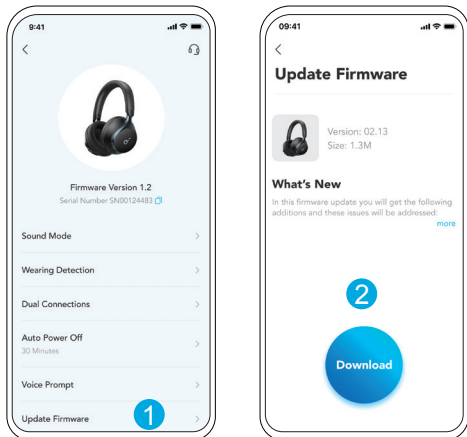 9:41
Firmware Version 1.2
Serial Number SN00124483
Sound Mode
Wearing Detection
Dual Connections
Auto Power Off
30 Minutes
Voice Prompt
Update Firmware
1
09:41
Update Firmware
Version: 02.13
Size: 1.3M
What's New
In this firmware update you will get the following
additions and these issues will be addressed:
more
2
Download